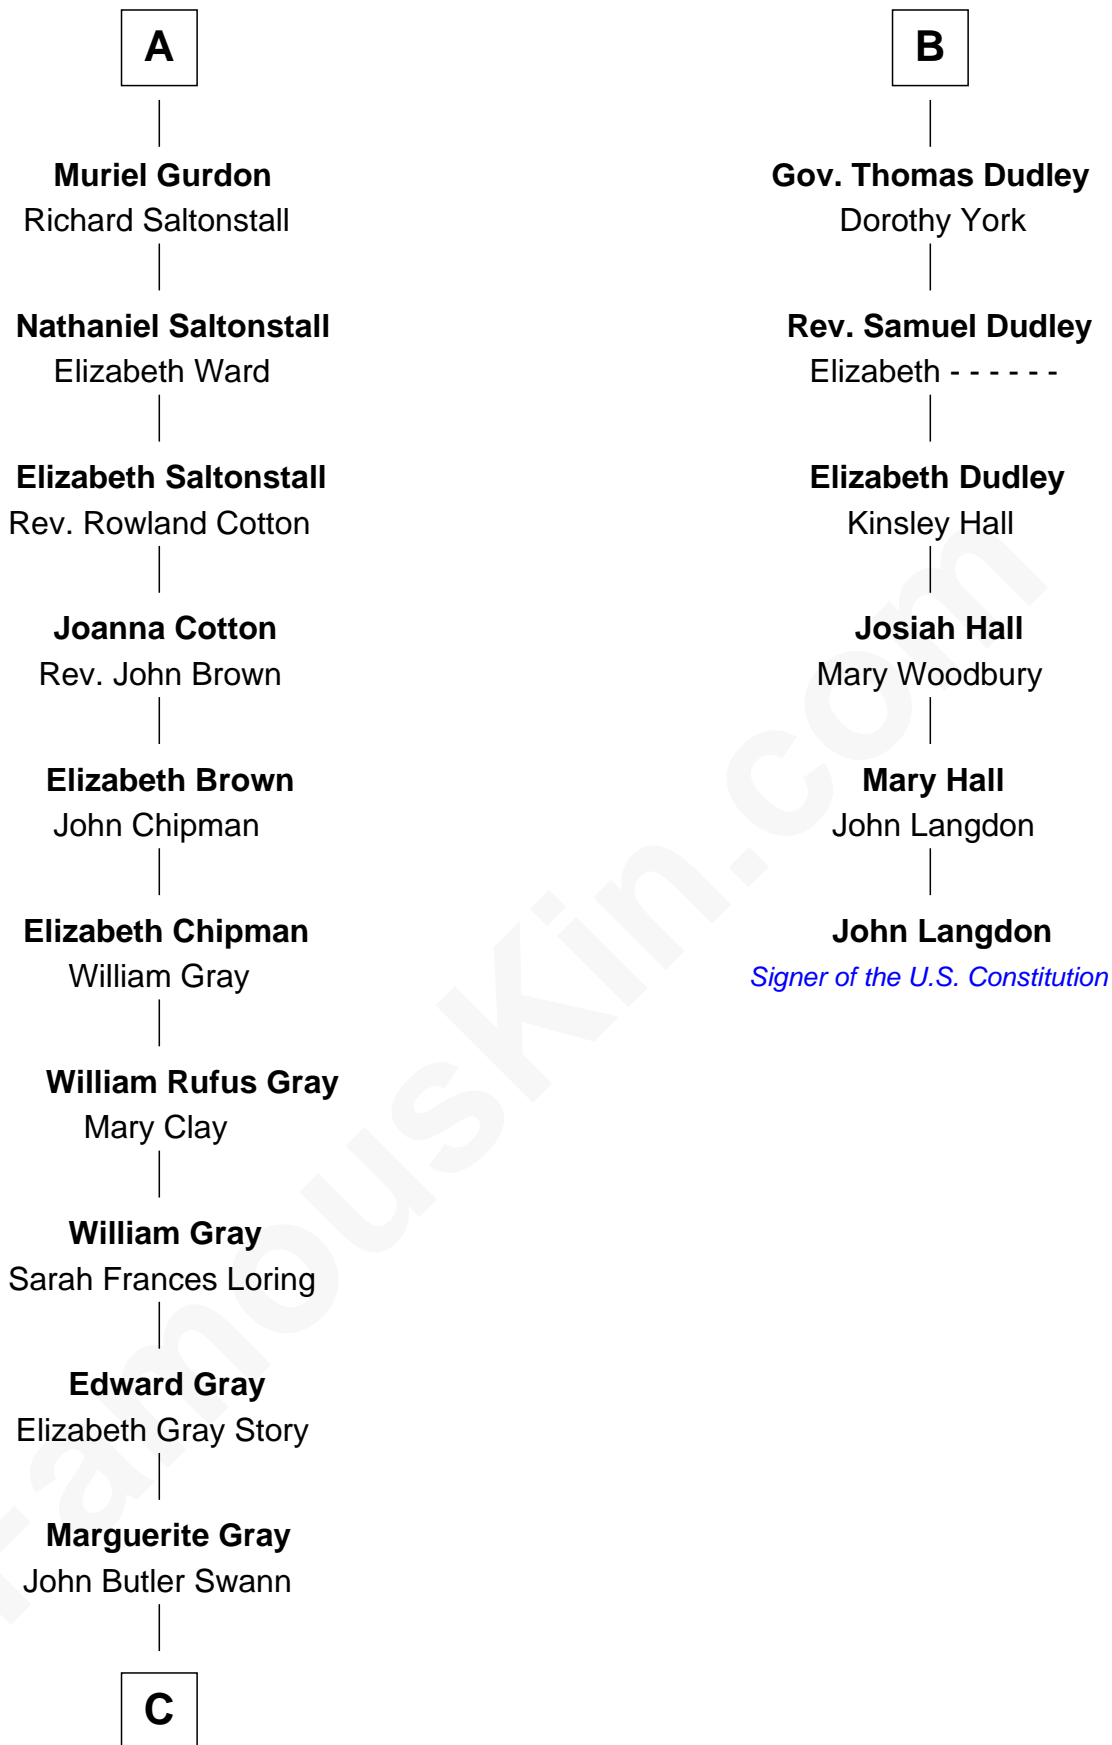 A
Muriel Gurdon
Richard Saltonstall
Nathaniel Saltonstall
Elizabeth Ward
Elizabeth Saltonstall
Rev. Rowland Cotton
Joanna Cotton
Rev. John Brown
Elizabeth Brown
John Chipman
Elizabeth Chipman
William Gray
William Rufus Gray
Mary Clay
William Gray
Sarah Frances Loring
Edward Gray
Elizabeth Gray Story
Marguerite Gray
John Butler Swann
C
B
Gov. Thomas Dudley
Dorothy York
Rev. Samuel Dudley
Elizabeth - - - - - -
Elizabeth Dudley
Kinsley Hall
Josiah Hall
Mary Woodbury
Mary Hall
John Langdon
John Langdon
Signer of the U.S. Constitution
FamousKin.com